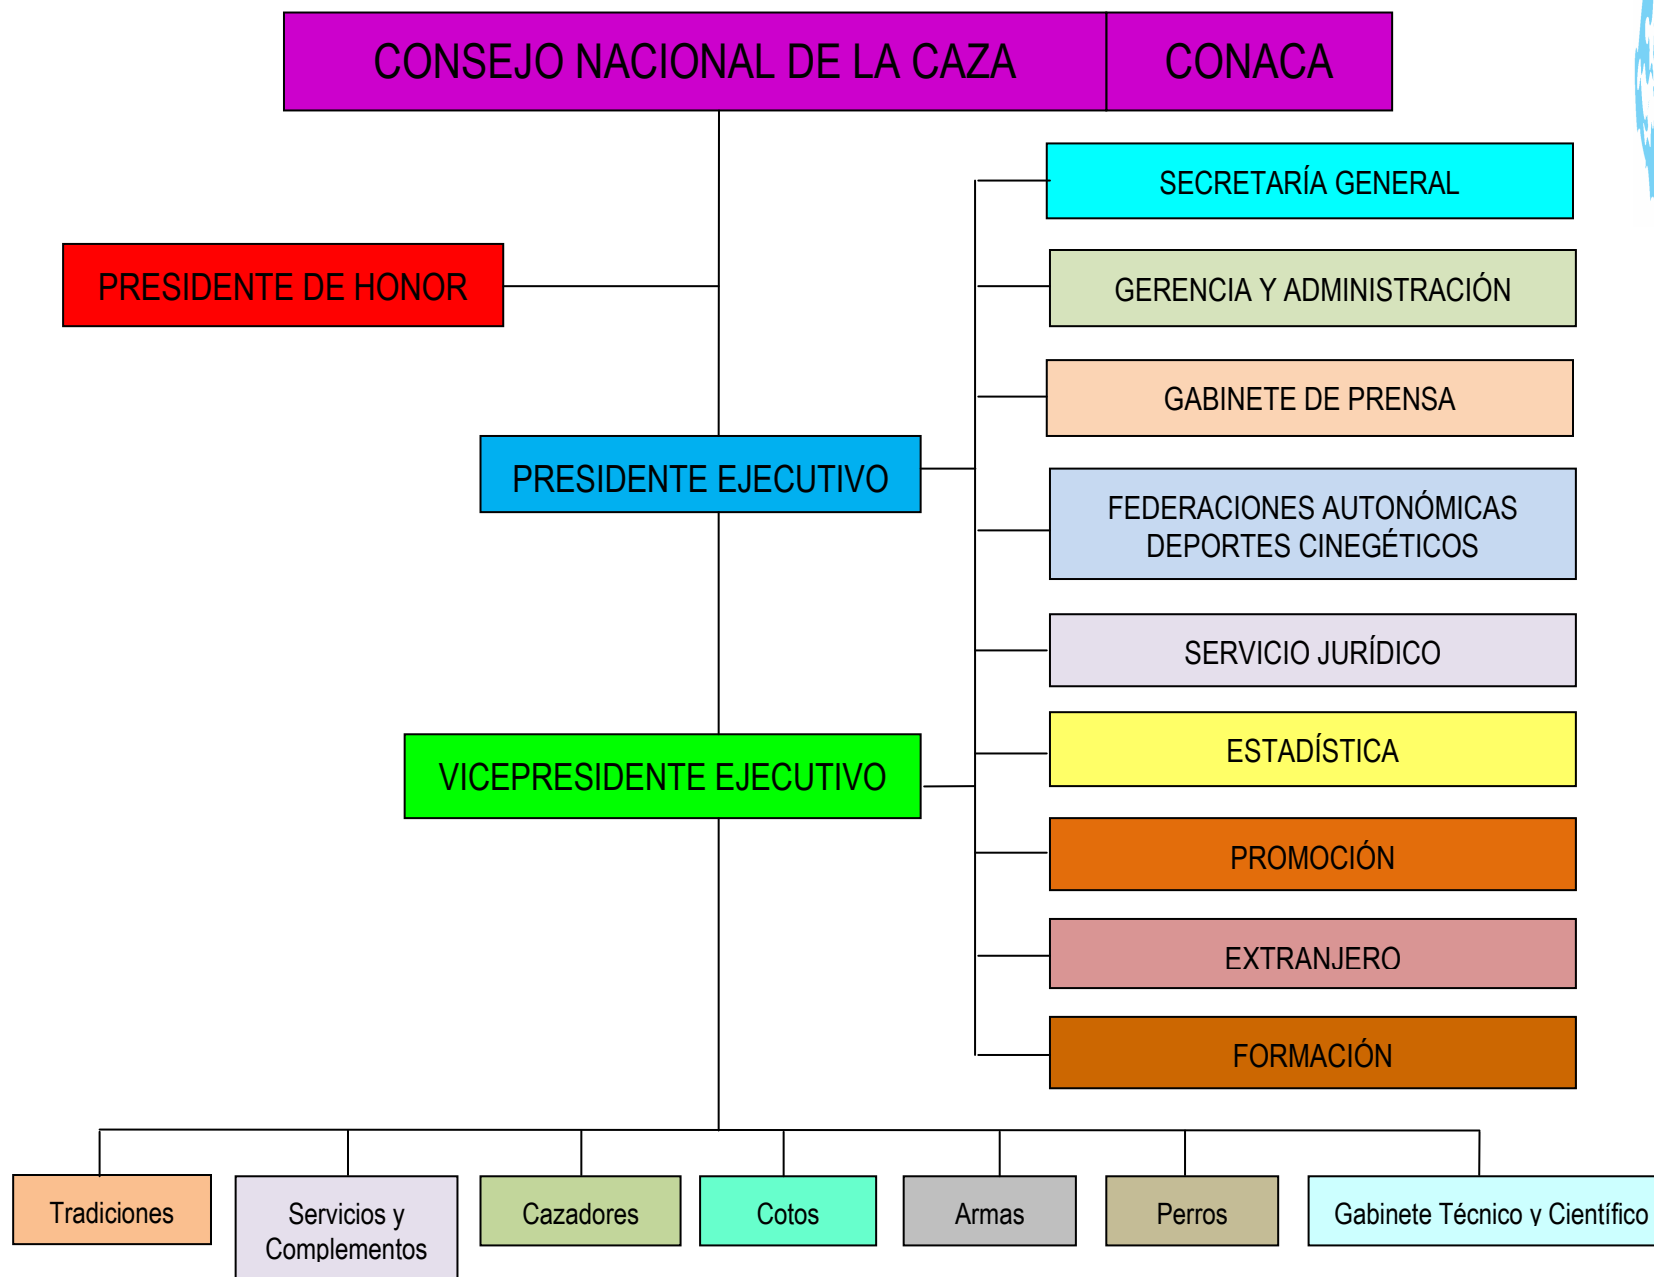 CONSEJO NACIONAL DE LA CAZA
CONACA
SECRETARÍA GENERAL
PRESIDENTE DE HONOR
GERENCIA Y ADMINISTRACIÓN
GABINETE DE PRENSA
PRESIDENTE EJECUTIVO
FEDERACIONES AUTONÓMICAS
DEPORTES CINEGÉTICOS
SERVICIO JURÍDICO
VICEPRESIDENTE EJECUTIVO
ESTADÍSTICA
PROMOCIÓN
EXTRANJERO
FORMACIÓN
Tradiciones
Servicios y
Complementos
Cazadores
Cotos
Armas
Perros
Gabinete Técnico y Científico